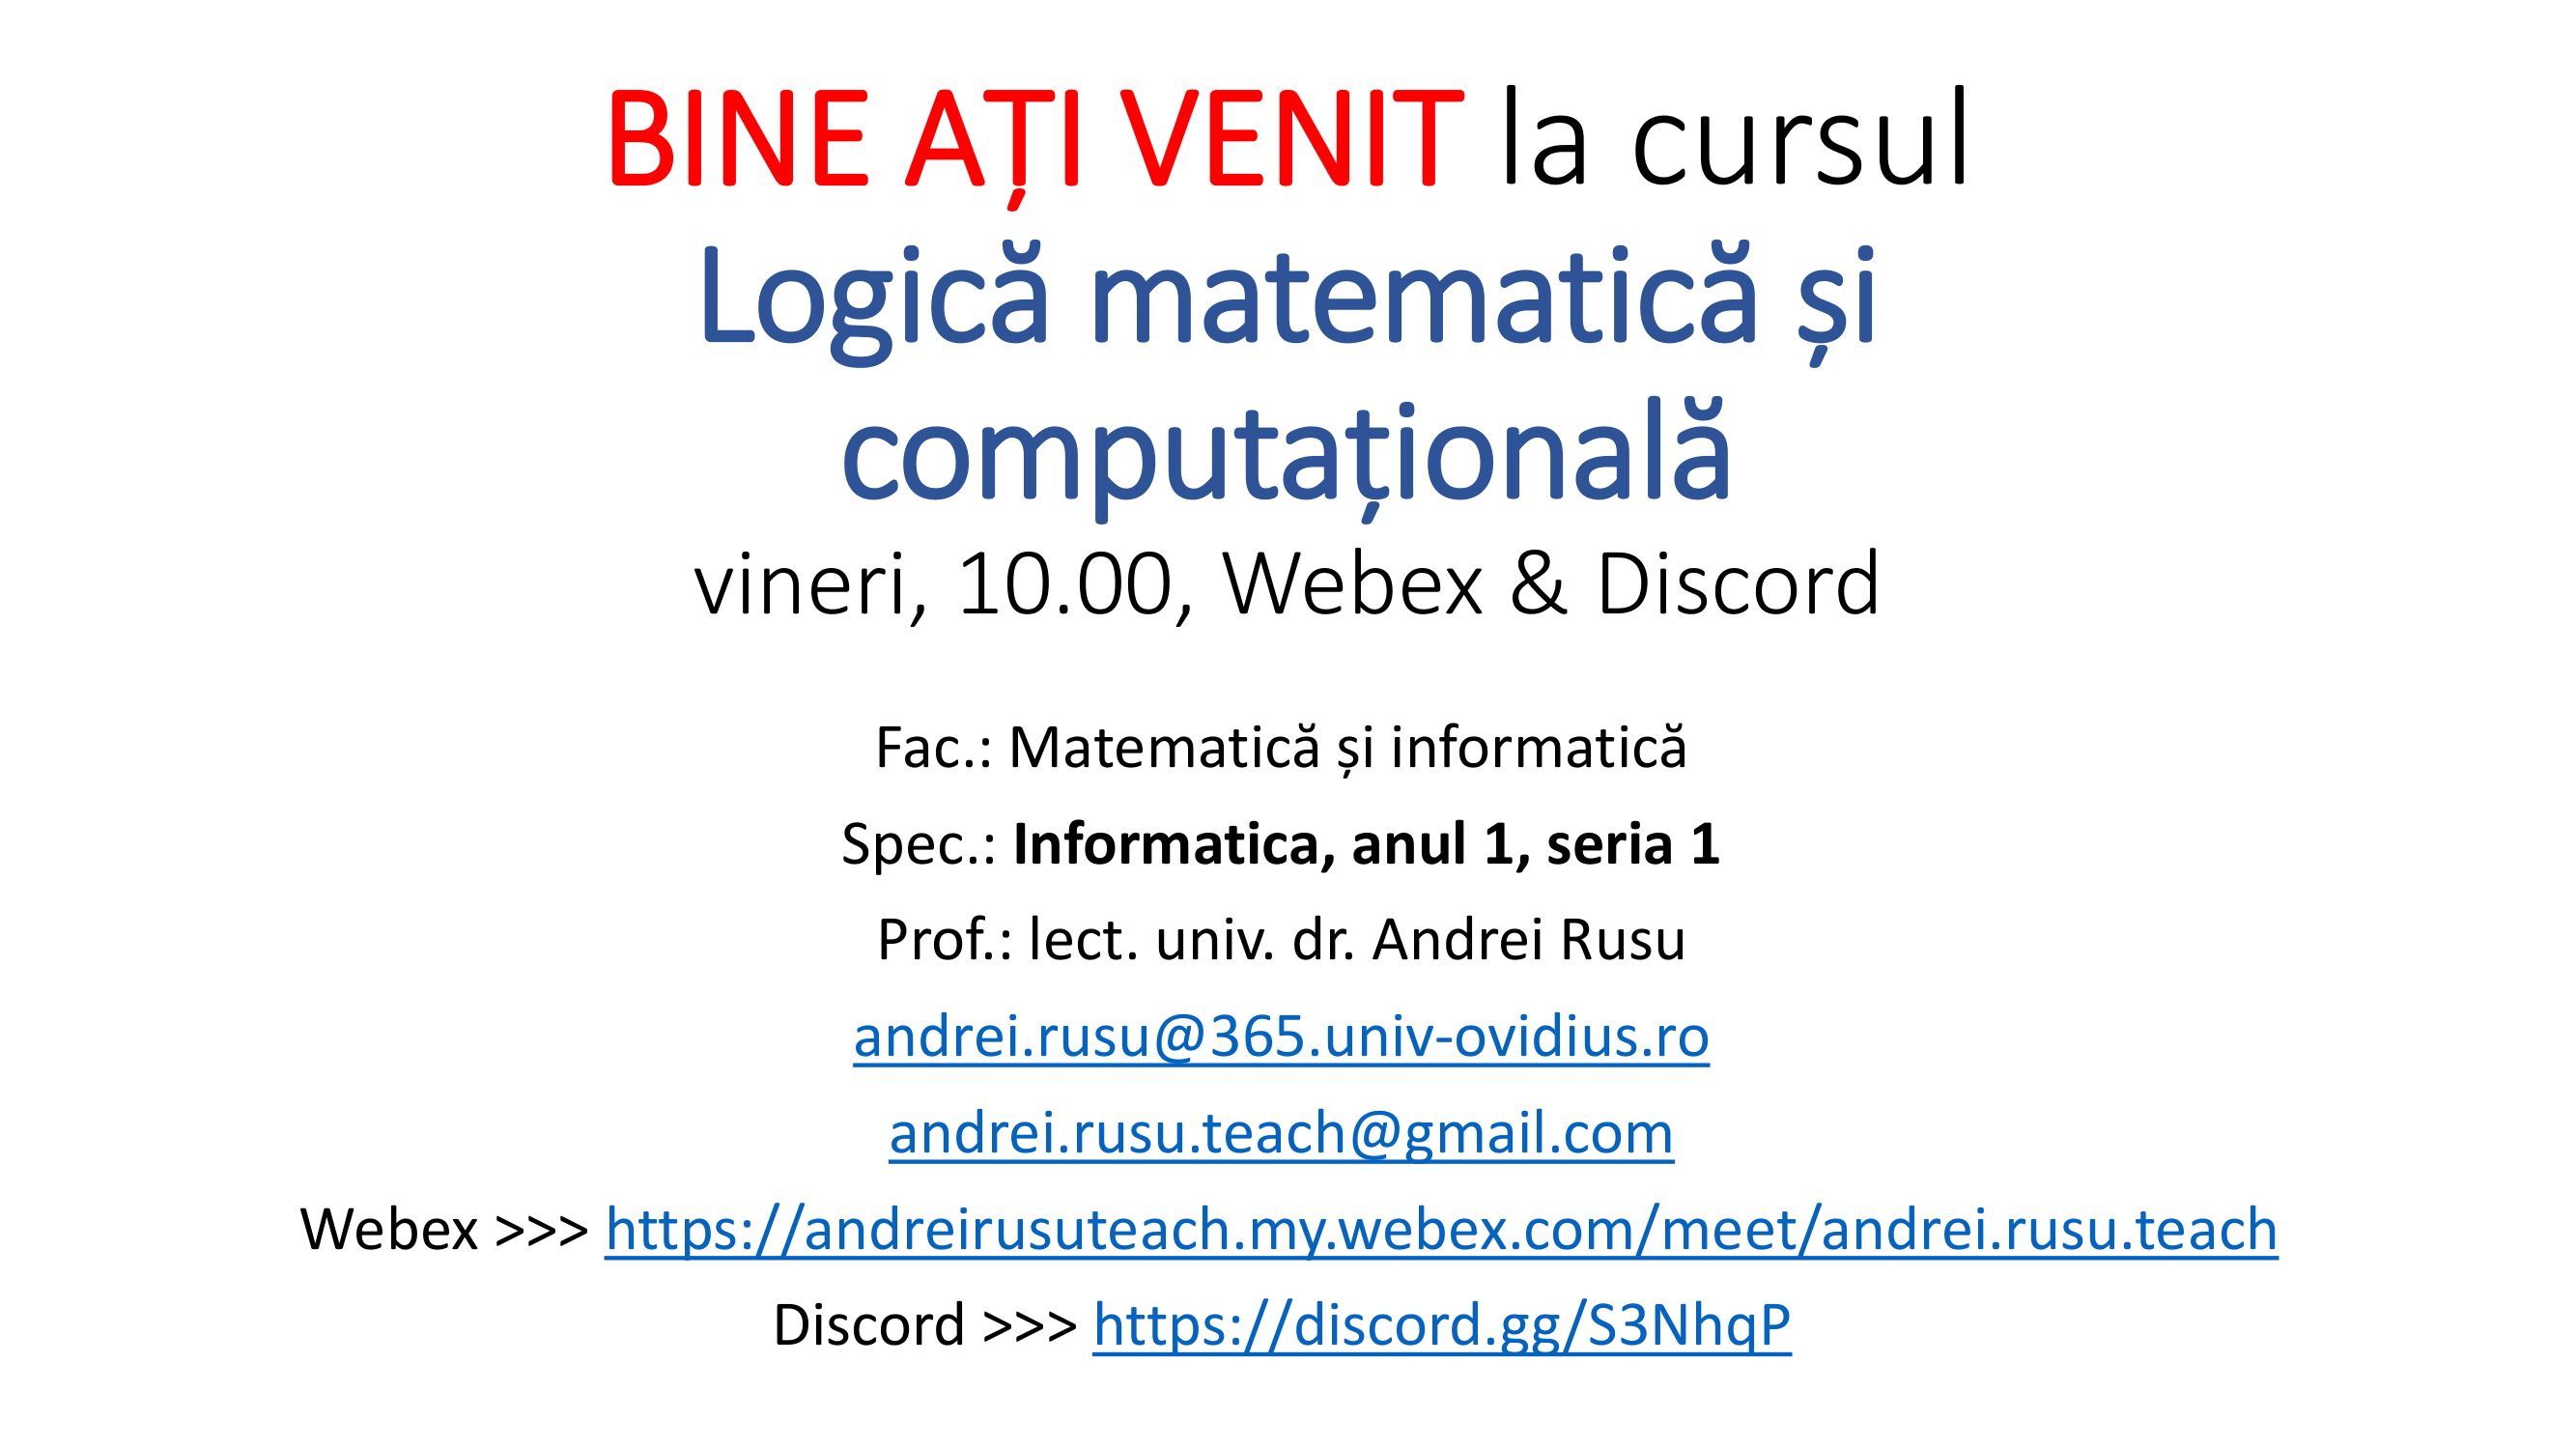 BINE AȚI VENIT la cursul
Logică matematică și
computațională
vineri, 10.00, Webex & Discord
Fac.: Matematică și informatică
Spec.: Informatica, anul 1, seria 1
Prof.: lect. univ. dr. Andrei Rusu
andrei.rusu@365.univ-ovidius.ro
andrei.rusu.teach@gmail.com
Webex >>> https://andreirusuteach.my.webex.com/meet/andrei.rusu.teach
Discord >>> https://discord.gg/S3NhqP